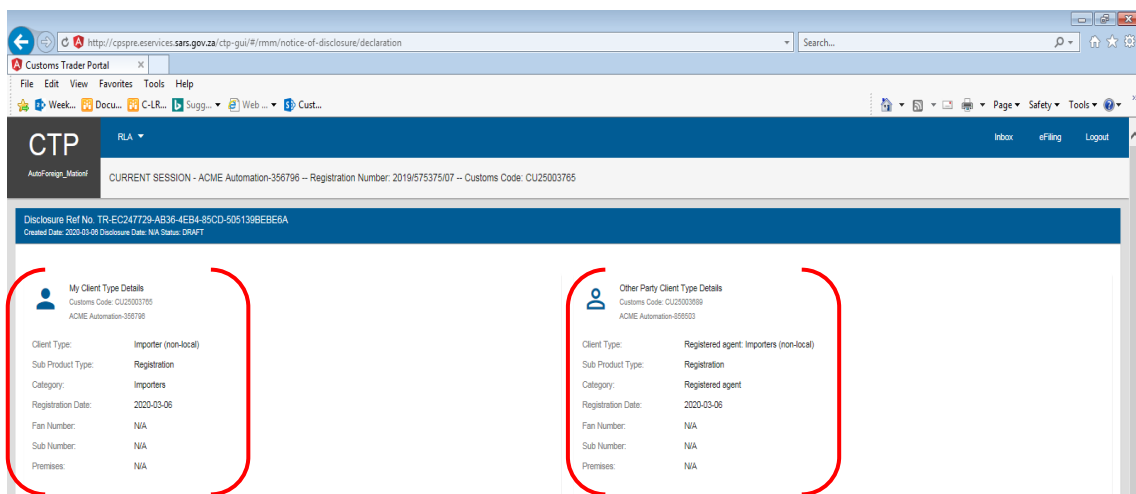 http://cpspre.eservices.sars.gov.za/ctp-gui/#/rmm/notice-of-disclosure/declaration
Search...
Customs Trader Portal
File Edit View Favorites Tools Help
Week... Docu... C-LR... Sugg... Web ... Cust...
Page Safety Tools
CTP
RLA
Inbox eFiling Logout
AutoForeign_MationF
CURRENT SESSION - ACME Automation-356796 -- Registration Number: 2019/575375/07 -- Customs Code: CU25003765
Disclosure Ref No. TR-EC247729-AB36-4EB4-85CD-505139BEBE6A
Created Date: 2020-03-06 Disclosure Date: N/A Status: DRAFT
My Client Type Details
Customs Code: CU25003765
ACME Automation-356796
Client Type: Importer (non-local)
Sub Product Type: Registration
Category: Importers
Registration Date: 2020-03-06
Fan Number: N/A
Sub Number: N/A
Premises: N/A
Other Party Client Type Details
Customs Code: CU25003689
ACME Automation-856503
Client Type: Registered agent: Importers (non-local)
Sub Product Type: Registration
Category: Registered agent
Registration Date: 2020-03-06
Fan Number: N/A
Sub Number: N/A
Premises: N/A